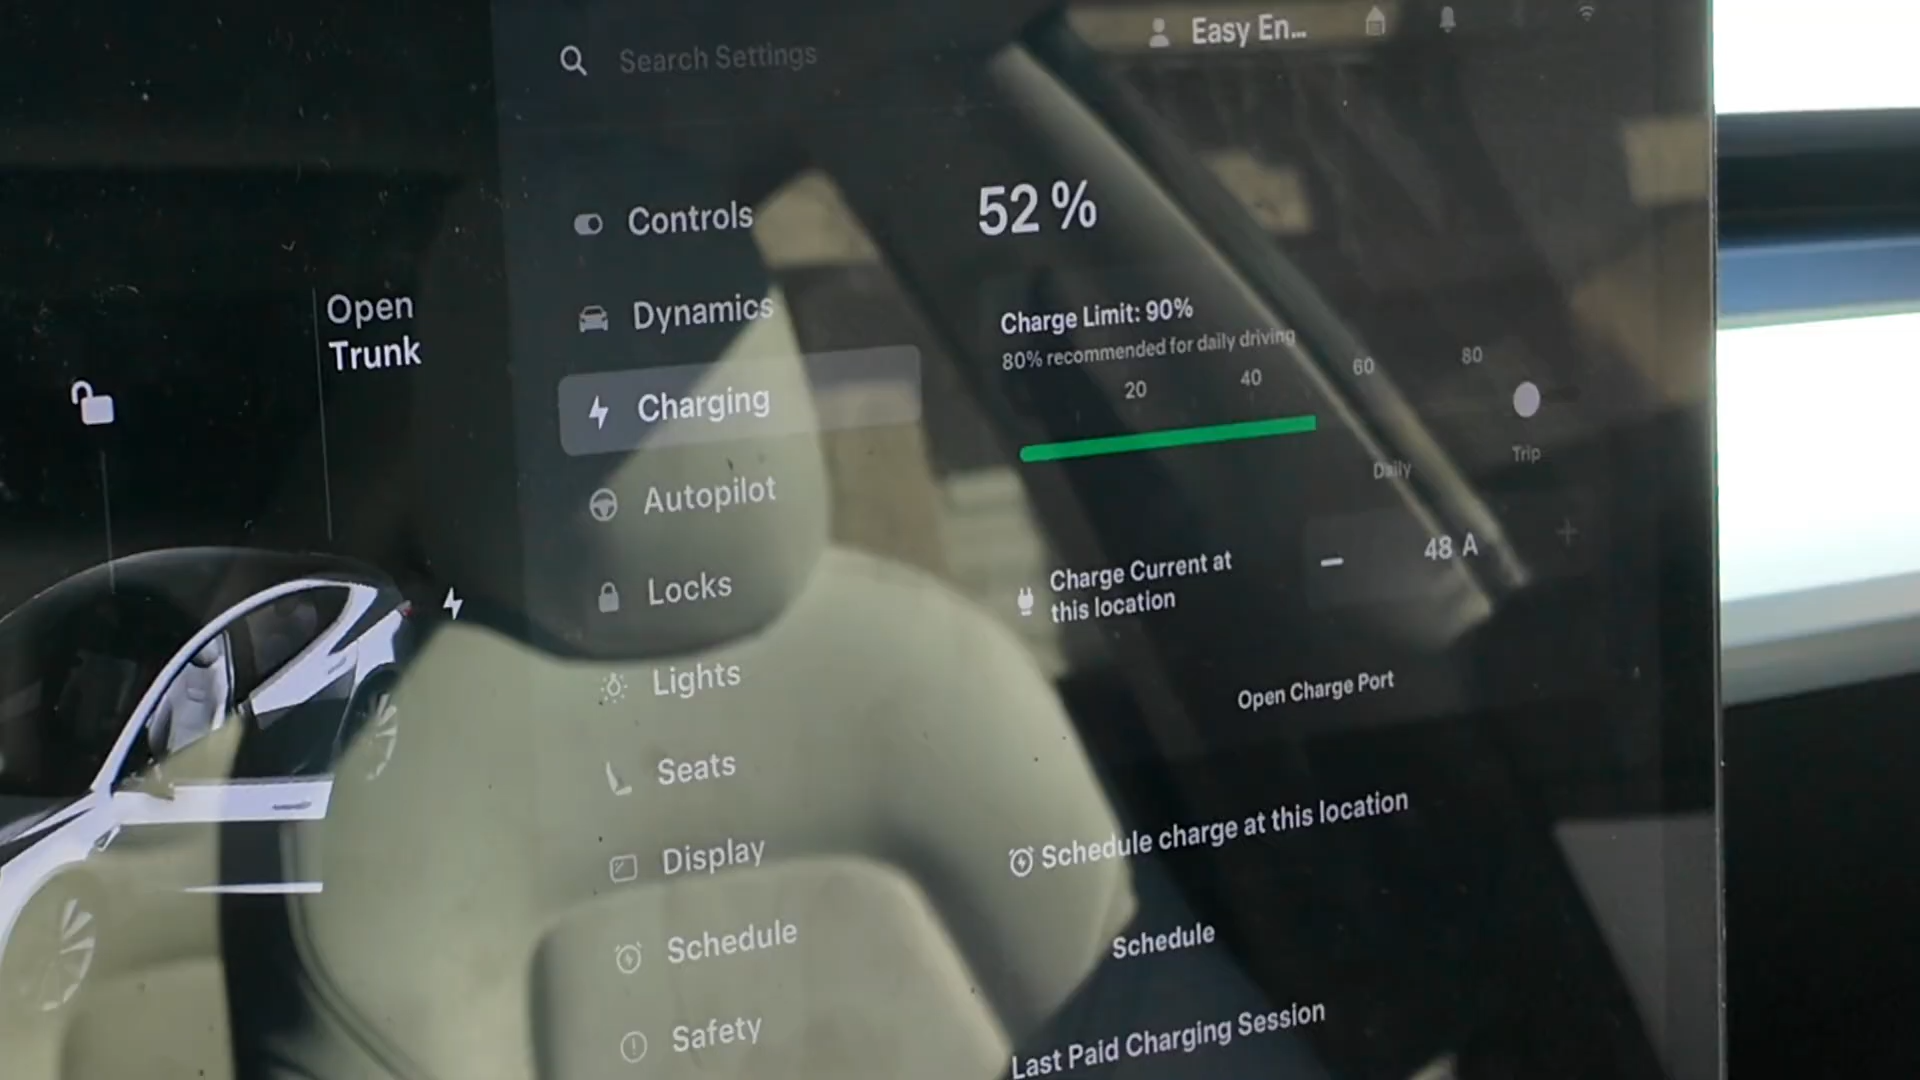 Search Settings
Easy En...
Open
Trunk
Controls
Dynamics
Charging
Autopilot
Locks
Lights
Seats
Display
Schedule
Safety
52 %
Charge Limit: 90%
80% recommended for daily driving
20 40 60 80
Daily Trip
Charge Current at
this location
48 A
Open Charge Port
Schedule charge at this location
Schedule
Last Paid Charging Session